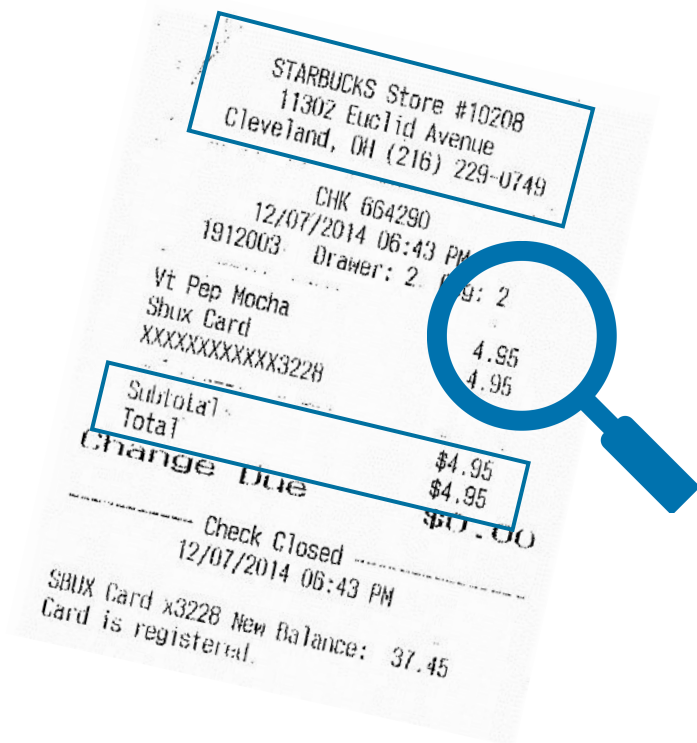 STARBUCKS Store #10208
11302 Euclid Avenue
Cleveland, OH (216) 229-0749
CHK 664290
12/07/2014 06:43 PM
1912003 Drawer: 2 2
Vt Pep Mocha 4.95
Sbux Card 4.95
XXXXXXXXXXXX3228
Subtotal $4.95
Total $4.95
Change Due $0.00
Check Closed
12/07/2014 06:43 PM
SBUX Card x3228 New Balance: 37.45
Card is registered.